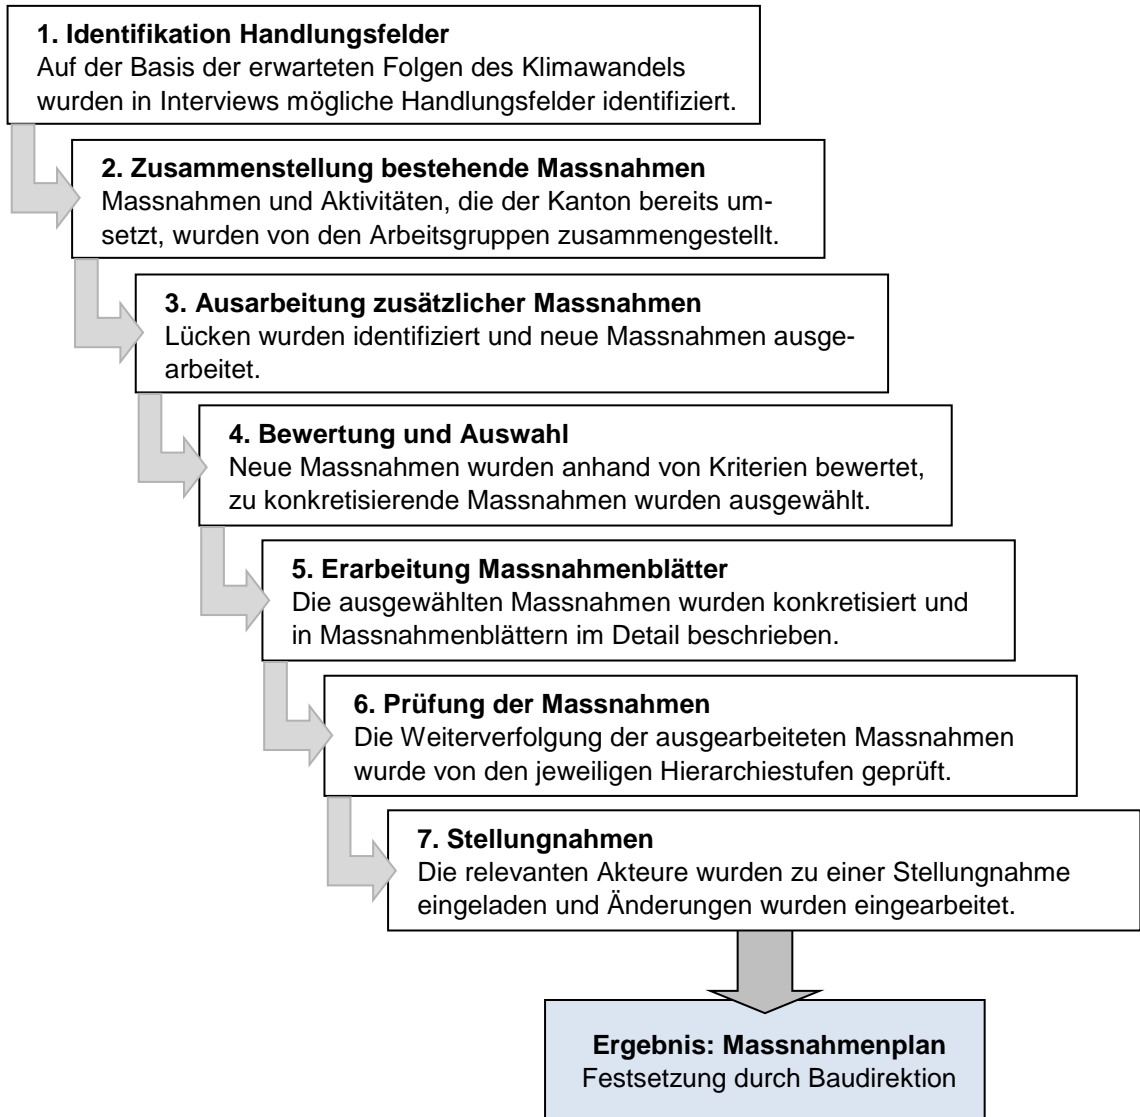 1. Identifikation Handlungsfelder
Auf der Basis der erwarteten Folgen des Klimawandels
wurden in Interviews mögliche Handlungsfelder identifiziert.
2. Zusammenstellung bestehende Massnahmen
Massnahmen und Aktivitäten, die der Kanton bereits um-
setzt, wurden von den Arbeitsgruppen zusammengestellt.
3. Ausarbeitung zusätzlicher Massnahmen
Lücken wurden identifiziert und neue Massnahmen ausge-
arbeitet.
4. Bewertung und Auswahl
Neue Massnahmen wurden anhand von Kriterien bewertet,
zu konkretisierende Massnahmen wurden ausgewählt.
5. Erarbeitung Massnahmenblätter
Die ausgewählten Massnahmen wurden konkretisiert und
in Massnahmenblättern im Detail beschrieben.
6. Prüfung der Massnahmen
Die Weiterverfolgung der ausgearbeiteten Massnahmen
wurde von den jeweiligen Hierarchiestufen geprüft.
7. Stellungnahmen
Die relevanten Akteure wurden zu einer Stellungnahme
eingeladen und Änderungen wurden eingearbeitet.
Ergebnis: Massnahmenplan
Festsetzung durch Baudirektion